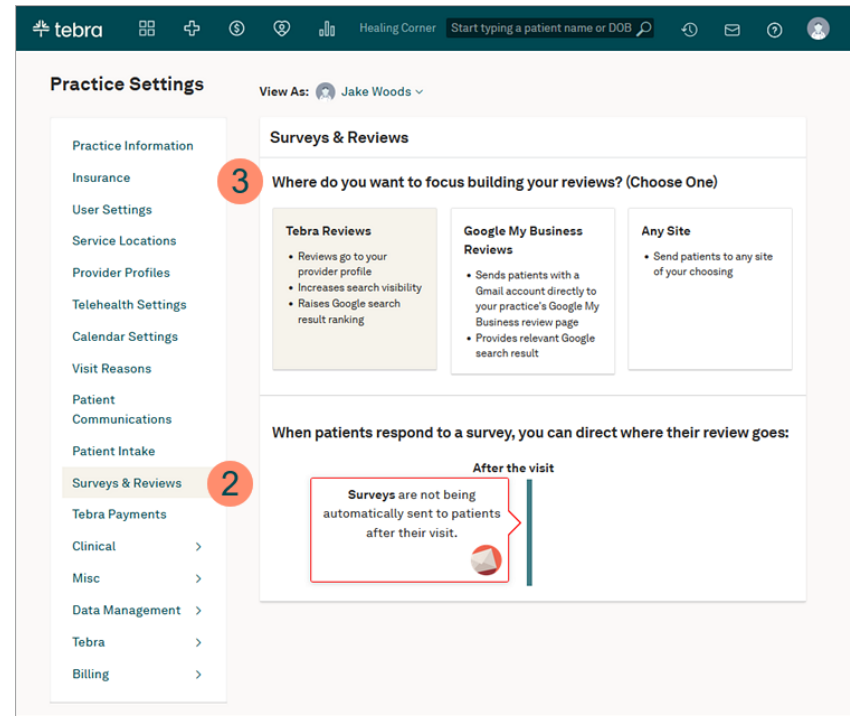 tebra
Healing Corner
Start typing a patient name or DOB
Practice Settings
View As: Jake Woods
Practice Information
Insurance
User Settings
Service Locations
Provider Profiles
Telehealth Settings
Calendar Settings
Visit Reasons
Patient
Communications
Patient Intake
Surveys & Reviews
2
Tebra Payments
Clinical
Misc
Data Management
Tebra
Billing
Surveys & Reviews
3
Where do you want to focus building your reviews? (Choose One)
Tebra Reviews
• Reviews go to your
provider profile
• Increases search visibility
• Raises Google search
result ranking
Google My Business
Reviews
• Sends patients with a
Gmail account directly to
your practice's Google My
Business review page
• Provides relevant Google
search result
Any Site
• Send patients to any site
of your choosing
When patients respond to a survey, you can direct where their review goes:
After the visit
Surveys are not being
automatically sent to patients
after their visit.